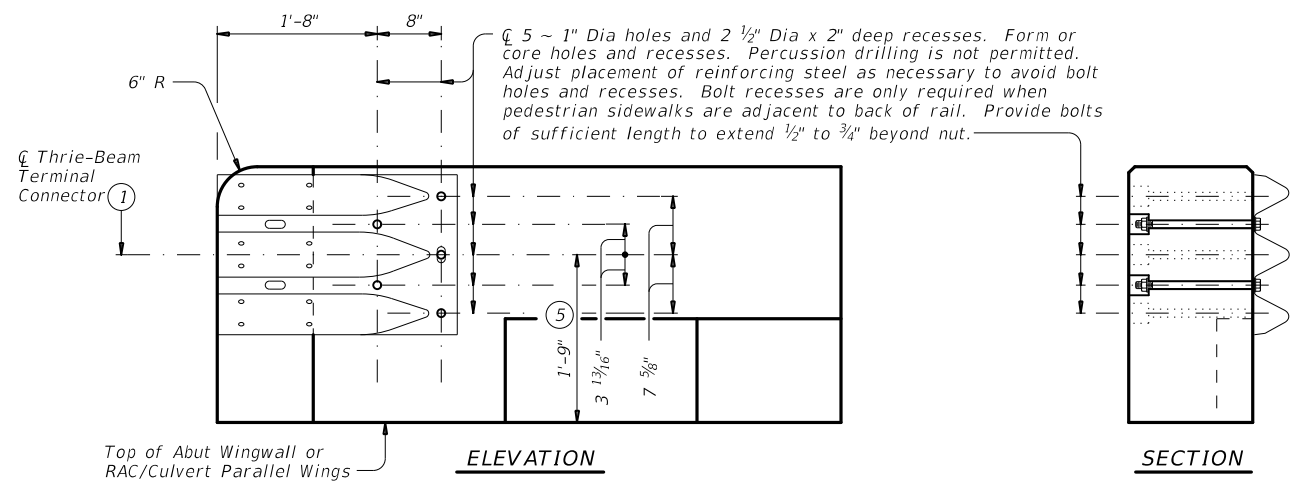 1'-8"
8"
6" R
℄ 5 ~ 1" Dia holes and 2 ½" Dia x 2" deep recesses.  Form or
core holes and recesses.  Percussion drilling is not permitted.
Adjust placement of reinforcing steel as necessary to avoid bolt
holes and recesses.  Bolt recesses are only required when
pedestrian sidewalks are adjacent to back of rail.  Provide bolts
of sufficient length to extend ½" to ¾" beyond nut.
℄ Thrie-Beam
Terminal
Connector 1
5
1'-9"
3 13/16"
7 5/8"
Top of Abut Wingwall or
RAC/Culvert Parallel Wings
ELEVATION
SECTION